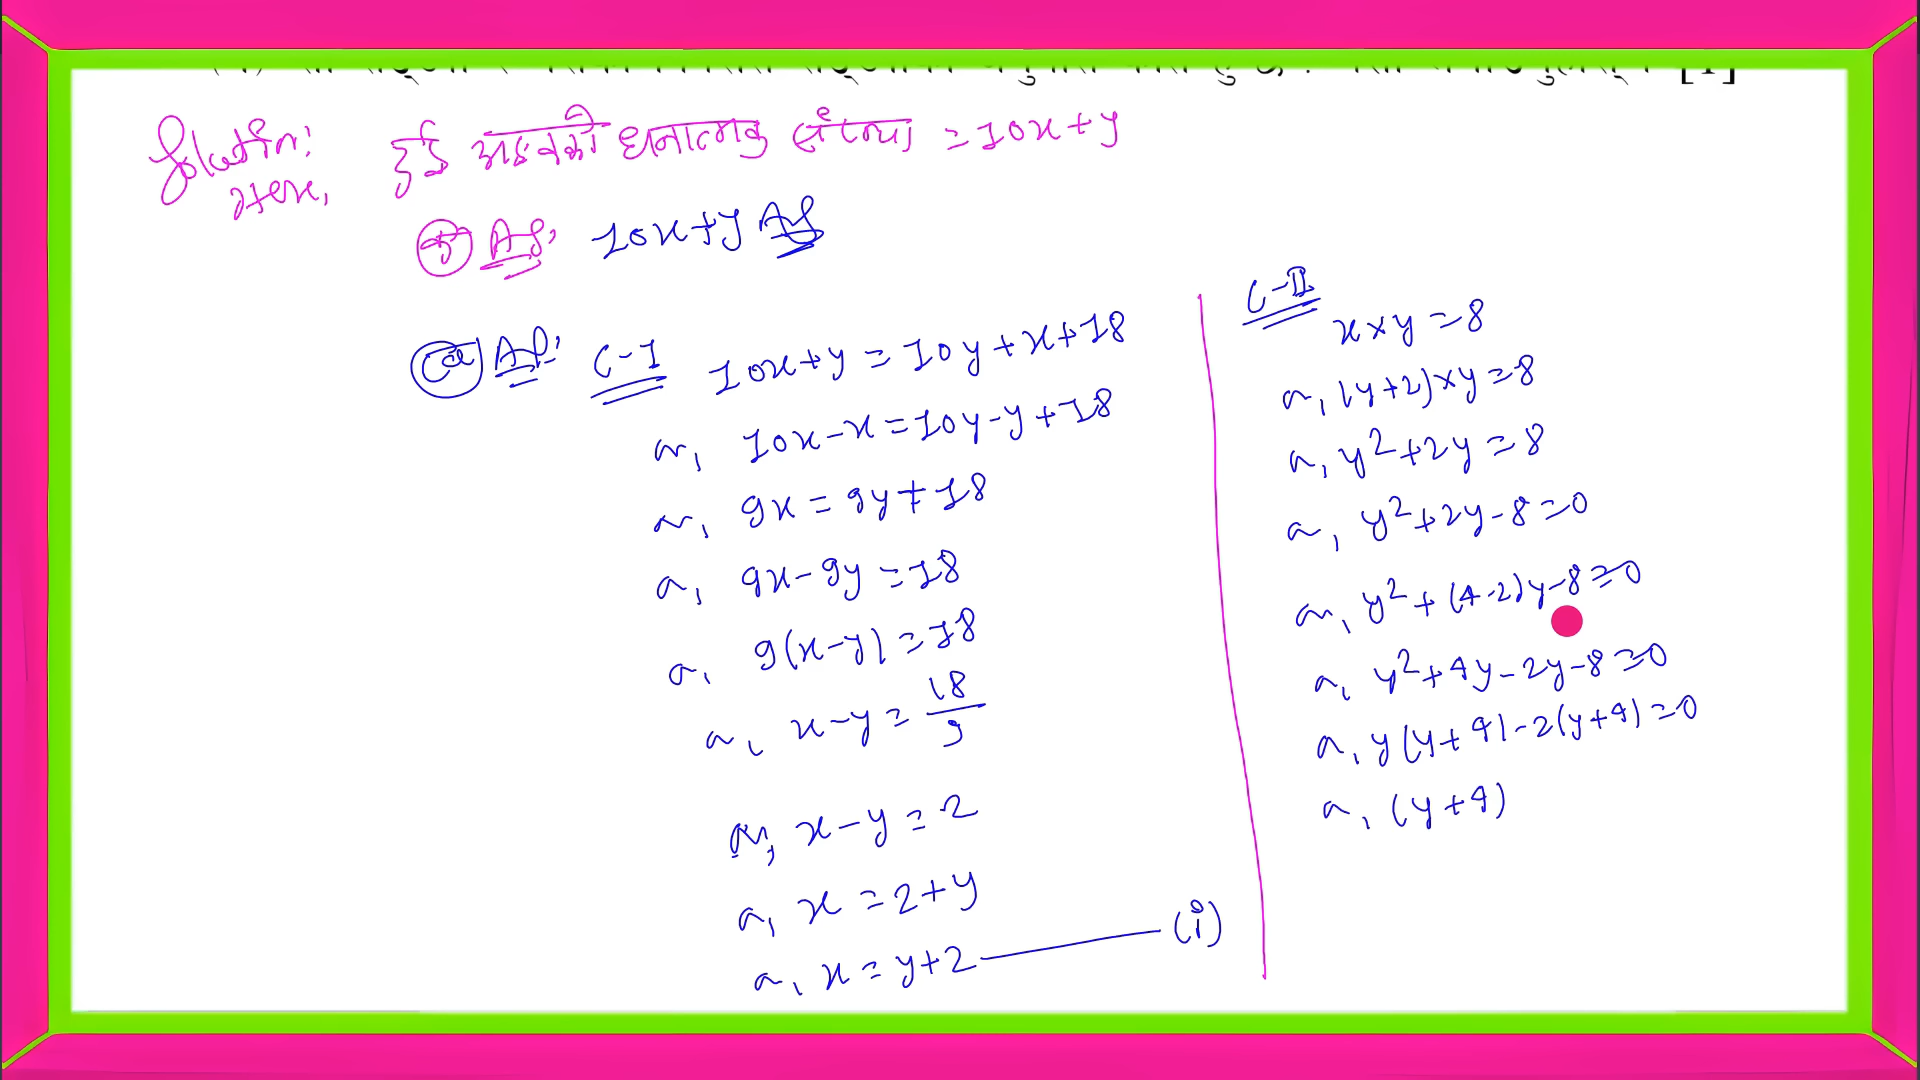 [1]
Solution:
Here,
दुई अङ्कको धनात्मक संख्या = 10x+y
(क) As, 10x+y Ans
(ख) As, C-I 10x+y = 10y+x+18
or, 10x-x = 10y-y+18
or, 9x = 9y+18
or, 9x-9y = 18
or, 9(x-y) = 18
or, x-y = 18/9
or, x-y = 2
or, x = 2+y
or, x = y+2 (i)
C-II
x×y = 8
or, (y+2)×y = 8
or, y²+2y = 8
or, y²+2y-8 = 0
or, y²+(4-2)y-8 = 0
or, y²+4y-2y-8 = 0
or, y(y+4)-2(y+4) = 0
or, (y+4)